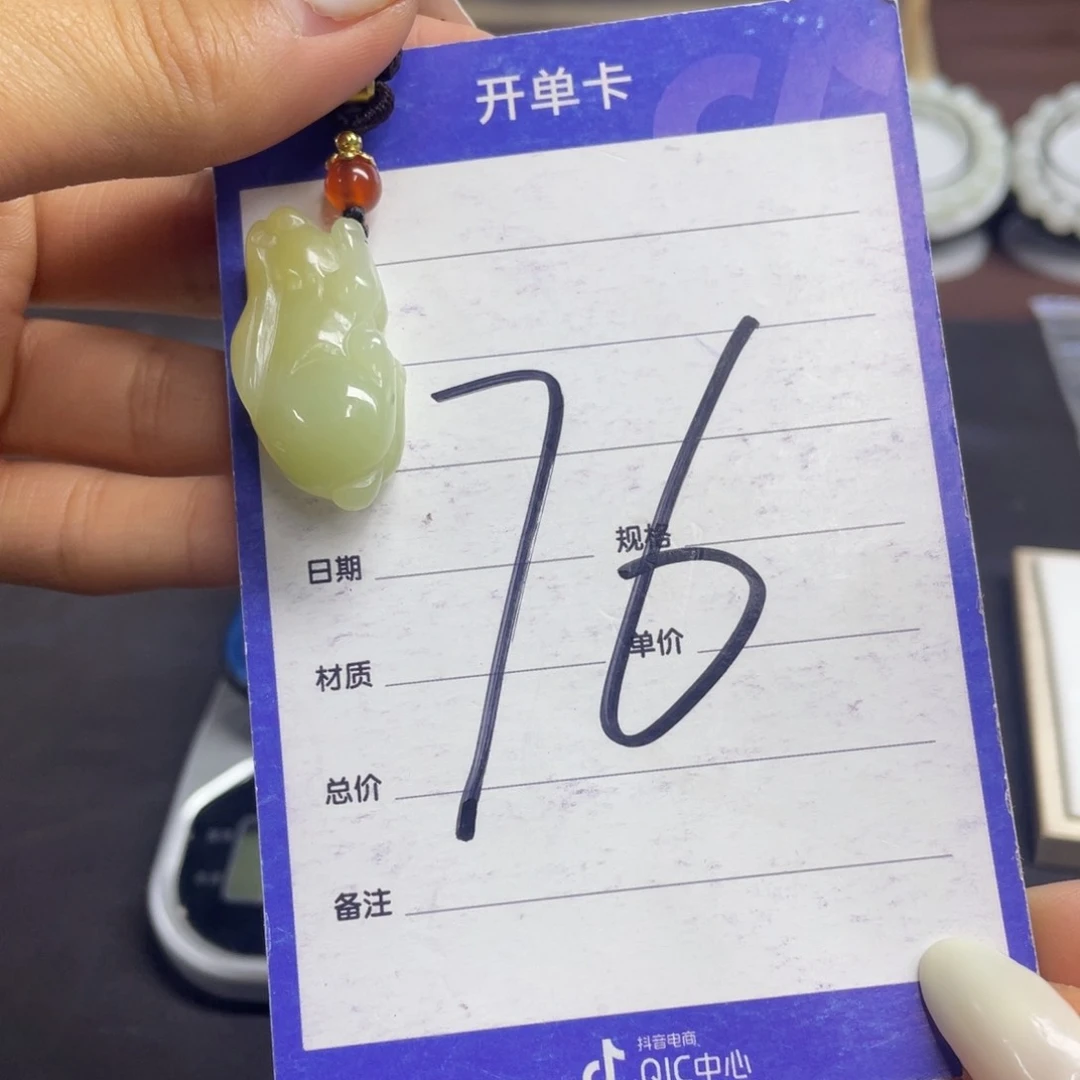 开单卡
76
日期 规格
材质 单价
总价
备注
抖音电商
QIC中心